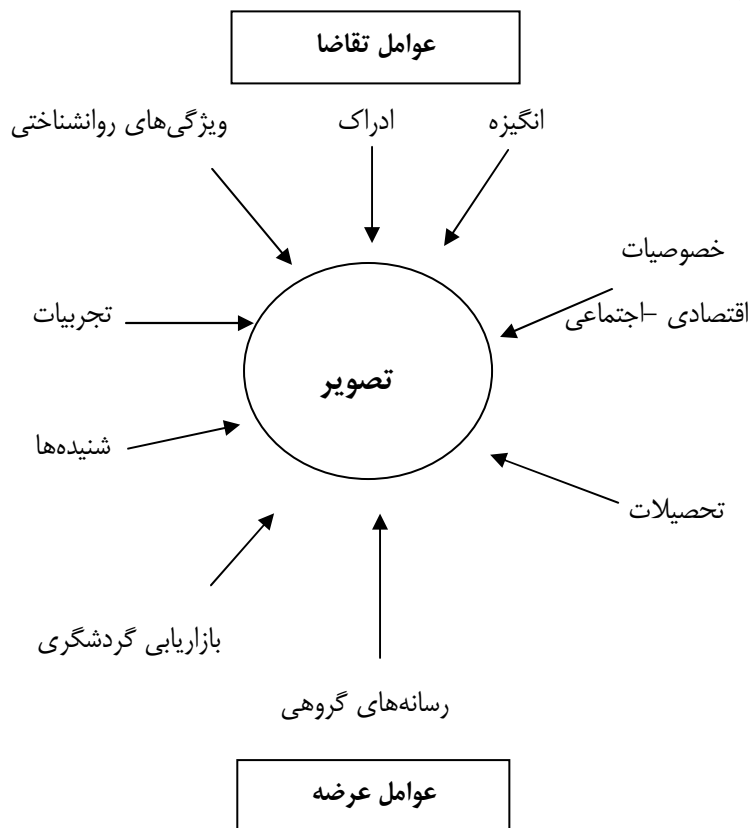 عوامل تقاضا
انگیزه
ادراک
ویژگی‌های روانشناختی
خصوصیات
اقتصادی –اجتماعی
تجربیات
تصویر
شنیده‌ها
تحصیلات
بازاریابی گردشگری
رسانه‌های گروهی
عوامل عرضه